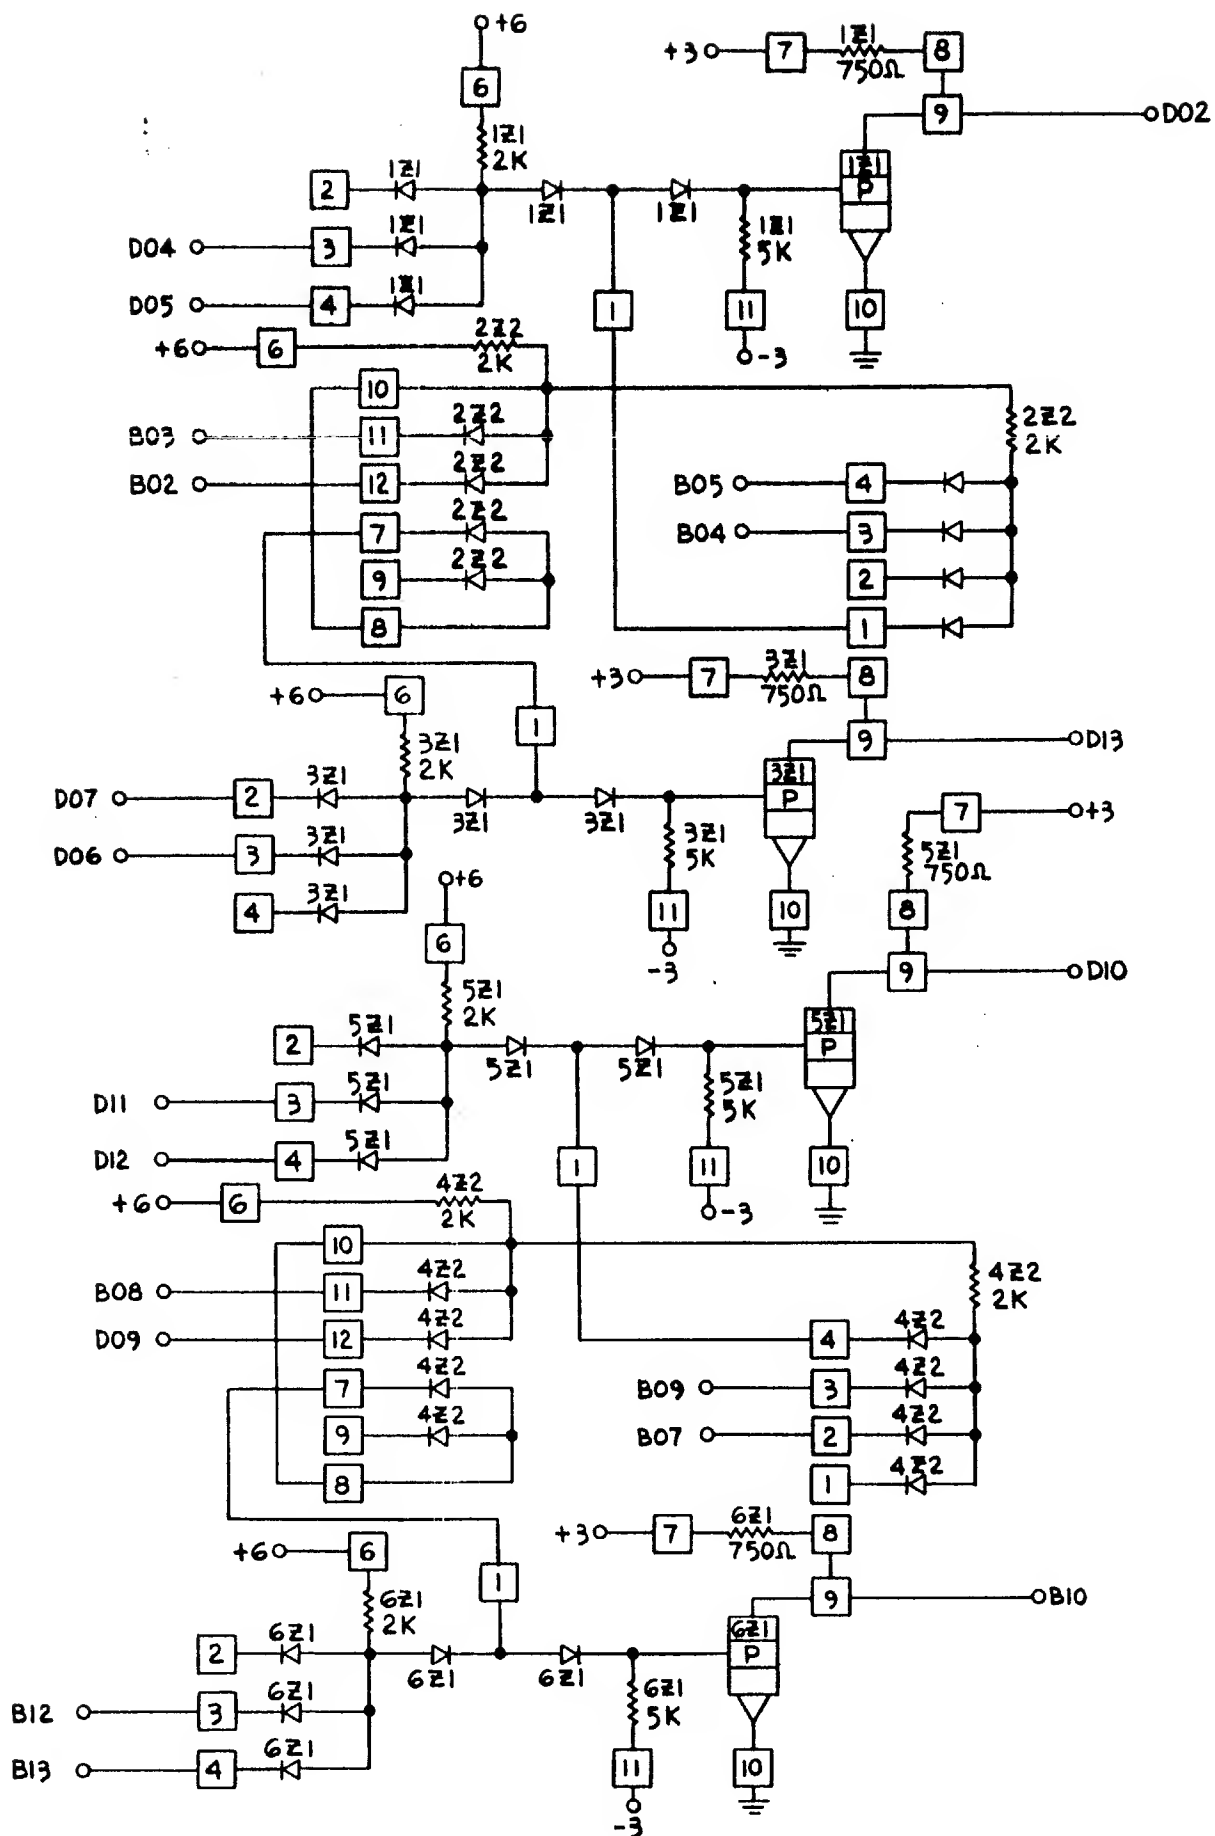 +6
+3 7 1Z1 8
750Ω
6
9 D02
1Z1
2K
1Z1
P
2 1Z1
1Z1 1Z1
D04 3 1Z1
1Z1
5K
D05 4 1Z1
1 11 10
+6 6 2Z2
2K
-3
10
B03 11 2Z2
2Z2
2K
B02 12 2Z2
B05 4
7 2Z2
B04 3
9 2Z2
2
8
1
+3 7 3Z1 8
750Ω
+6 6
1
9 D13
3Z1
2K
3Z1
P
D07 2 3Z1
3Z1 3Z1
7 +3
D06 3 3Z1
3Z1
5K
5Z1
750Ω
4 3Z1
+6
11 10 8
6
-3
9 D10
5Z1
2K
5Z1
P
2 5Z1
5Z1 5Z1
D11 3 5Z1
5Z1
5K
D12 4 5Z1
1 11 10
+6 6 4Z2
2K
-3
10
B08 11 4Z2
4Z2
2K
D09 12 4Z2
4 4Z2
7 4Z2
B09 3 4Z2
9 4Z2
B07 2 4Z2
8
1 4Z2
+3 7 6Z1 8
750Ω
+6 6
1
9 B10
6Z1
2K
6Z1
P
2 6Z1
6Z1 6Z1
B12 3 6Z1
6Z1
5K
B13 4 6Z1
11 10
-3